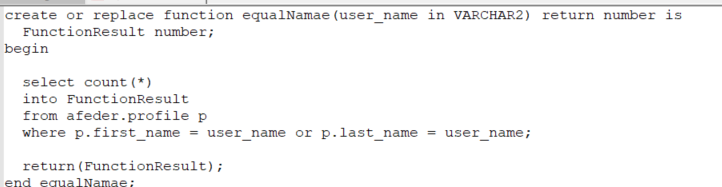 create or replace function equalNamae(user_name in VARCHAR2) return number is
  FunctionResult number;
begin
  select count(*)
  into FunctionResult
  from afeder.profile p
  where p.first_name = user_name or p.last_name = user_name;
  return(FunctionResult);
end equalNamae;